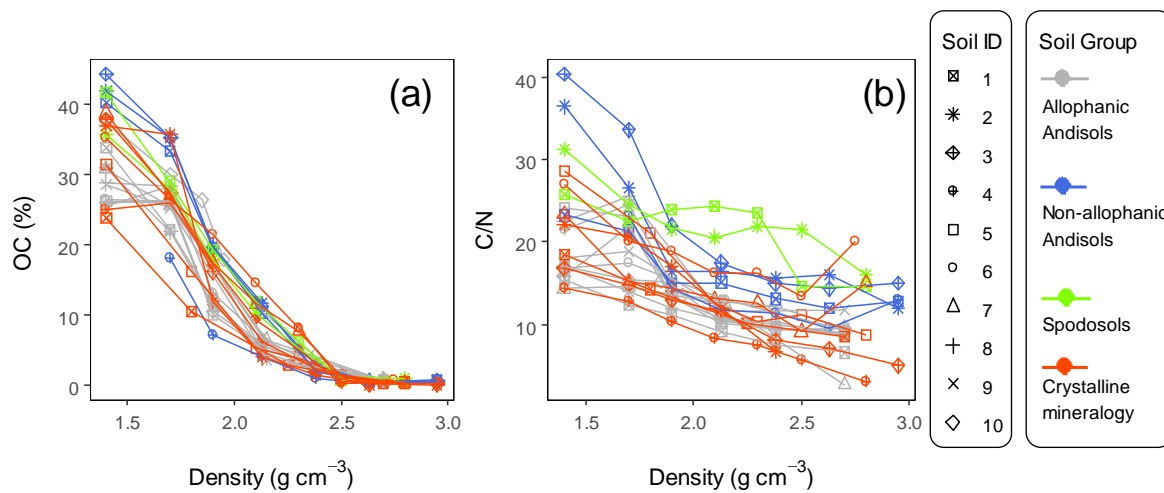 (a)
OC (%)
40
30
20
10
0
1.5
2.0
2.5
3.0
Density (g cm⁻³)
(b)
C/N
40
30
20
10
1.5
2.0
2.5
3.0
Density (g cm⁻³)
Soil ID
1
2
3
4
5
6
7
8
9
10
Soil Group
Allophanic
Andisols
Non-allophanic
Andisols
Spodosols
Crystalline
mineralogy